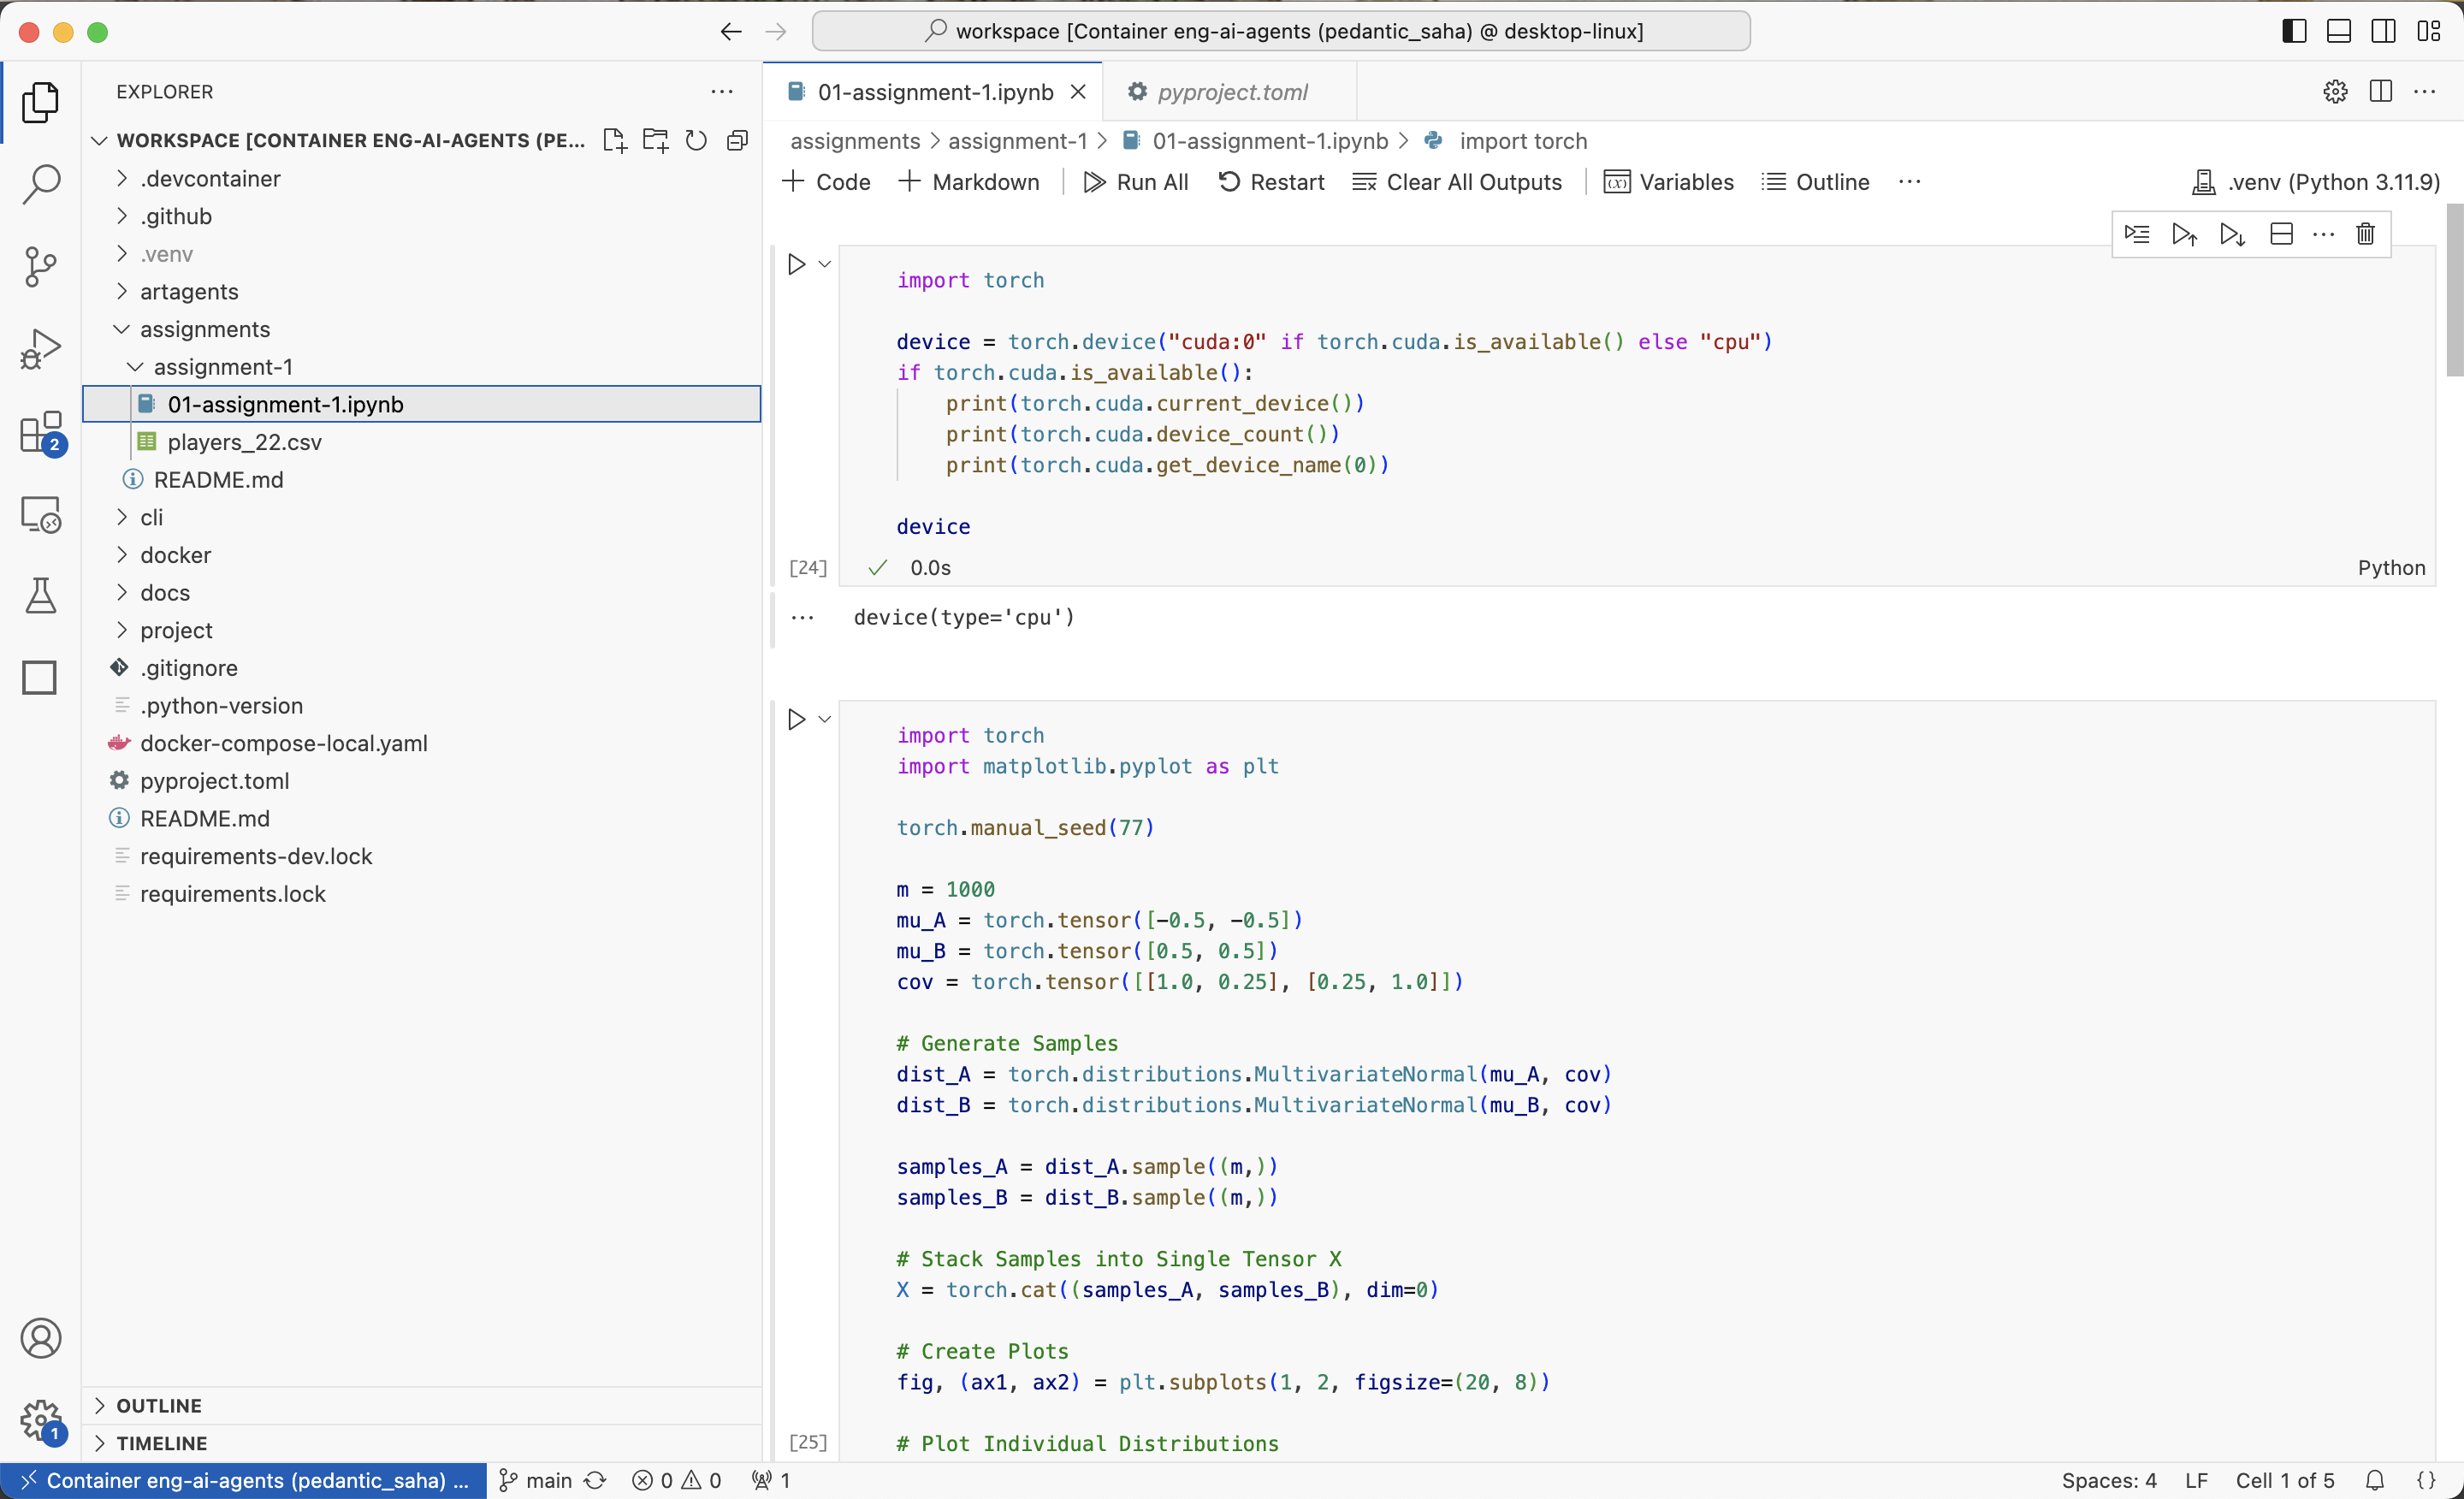 workspace [Container eng-ai-agents (pedantic_saha) @ desktop-linux]
EXPLORER
WORKSPACE [CONTAINER ENG-AI-AGENTS (PE...
.devcontainer
.github
.venv
artagents
assignments
assignment-1
01-assignment-1.ipynb
players_22.csv
README.md
cli
docker
docs
project
.gitignore
.python-version
docker-compose-local.yaml
pyproject.toml
README.md
requirements-dev.lock
requirements.lock
OUTLINE
TIMELINE
2
1
01-assignment-1.ipynb
pyproject.toml
assignments > assignment-1 > 01-assignment-1.ipynb > import torch
+ Code + Markdown Run All Restart Clear All Outputs Variables Outline ... .venv (Python 3.11.9)
import torch
device = torch.device("cuda:0" if torch.cuda.is_available() else "cpu")
if torch.cuda.is_available():
    print(torch.cuda.current_device())
    print(torch.cuda.device_count())
    print(torch.cuda.get_device_name(0))
device
[24] ✓ 0.0s Python
... device(type='cpu')
import torch
import matplotlib.pyplot as plt
torch.manual_seed(77)
m = 1000
mu_A = torch.tensor([-0.5, -0.5])
mu_B = torch.tensor([0.5, 0.5])
cov = torch.tensor([[1.0, 0.25], [0.25, 1.0]])
# Generate Samples
dist_A = torch.distributions.MultivariateNormal(mu_A, cov)
dist_B = torch.distributions.MultivariateNormal(mu_B, cov)
samples_A = dist_A.sample((m,))
samples_B = dist_B.sample((m,))
# Stack Samples into Single Tensor X
X = torch.cat((samples_A, samples_B), dim=0)
# Create Plots
fig, (ax1, ax2) = plt.subplots(1, 2, figsize=(20, 8))
[25] # Plot Individual Distributions
Container eng-ai-agents (pedantic_saha) ... main 0 0 1 Spaces: 4 LF Cell 1 of 5 {}